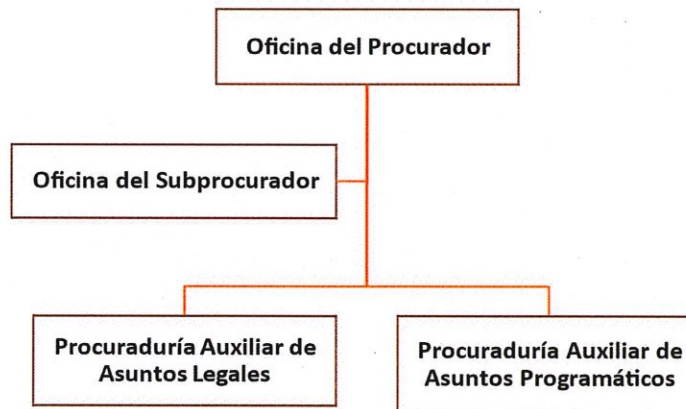 Oficina del Procurador
Oficina del Subprocurador
Procuraduría Auxiliar de
Asuntos Legales
Procuraduría Auxiliar de
Asuntos Programáticos